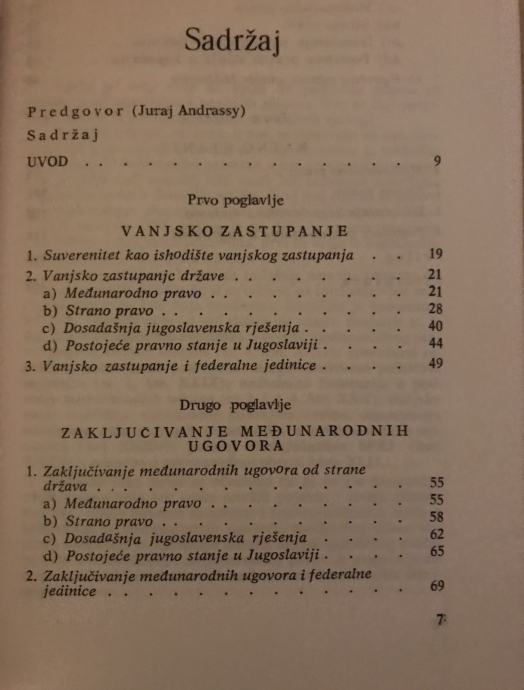 Sadržaj
Predgovor (Juraj Andrassy)
Sadržaj
UVOD . . . . . . . . . . . . . 9
Prvo poglavlje
VANJSKO ZASTUPANJE
1. Suverenitet kao ishodište vanjskog zastupanja . . 19
2. Vanjsko zastupanje države . . . . . . . 21
a) Međunarodno pravo . . . . . . . . 21
b) Strano pravo . . . . . . . . . 28
c) Dosadašnja jugoslavenska rješenja . . . . 40
d) Postojeće pravno stanje u Jugoslaviji . . . . 44
3. Vanjsko zastupanje i federalne jedinice . . . . 49
Drugo poglavlje
ZAKLJUČIVANJE MEĐUNARODNIH
UGOVORA
1. Zaključivanje međunarodnih ugovora od strane
država . . . . . . . . . . . . 55
a) Međunarodno pravo . . . . . . . . 55
b) Strano pravo . . . . . . . . . 58
c) Dosadašnja jugoslavenska rješenja . . . . 62
d) Postojeće pravno stanje u Jugoslaviji . . . . 65
2. Zaključivanje međunarodnih ugovora i federalne
jedinice . . . . . . . . . . . 69
7